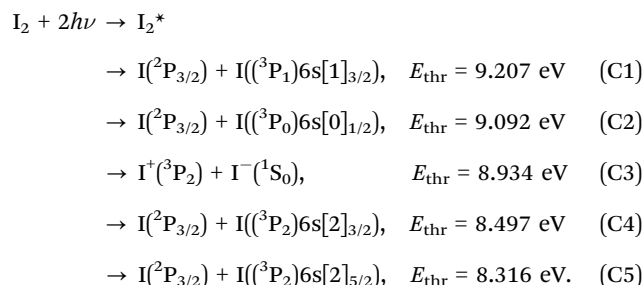 I₂ + 2hν → I₂*
→ I(²P₃/₂) + I((³P₁)6s[1]₃/₂), E_thr = 9.207 eV (C1)
→ I(²P₃/₂) + I((³P₀)6s[0]₁/₂), E_thr = 9.092 eV (C2)
→ I⁺(³P₂) + I⁻(¹S₀), E_thr = 8.934 eV (C3)
→ I(²P₃/₂) + I((³P₂)6s[2]₃/₂), E_thr = 8.497 eV (C4)
→ I(²P₃/₂) + I((³P₂)6s[2]₅/₂), E_thr = 8.316 eV. (C5)